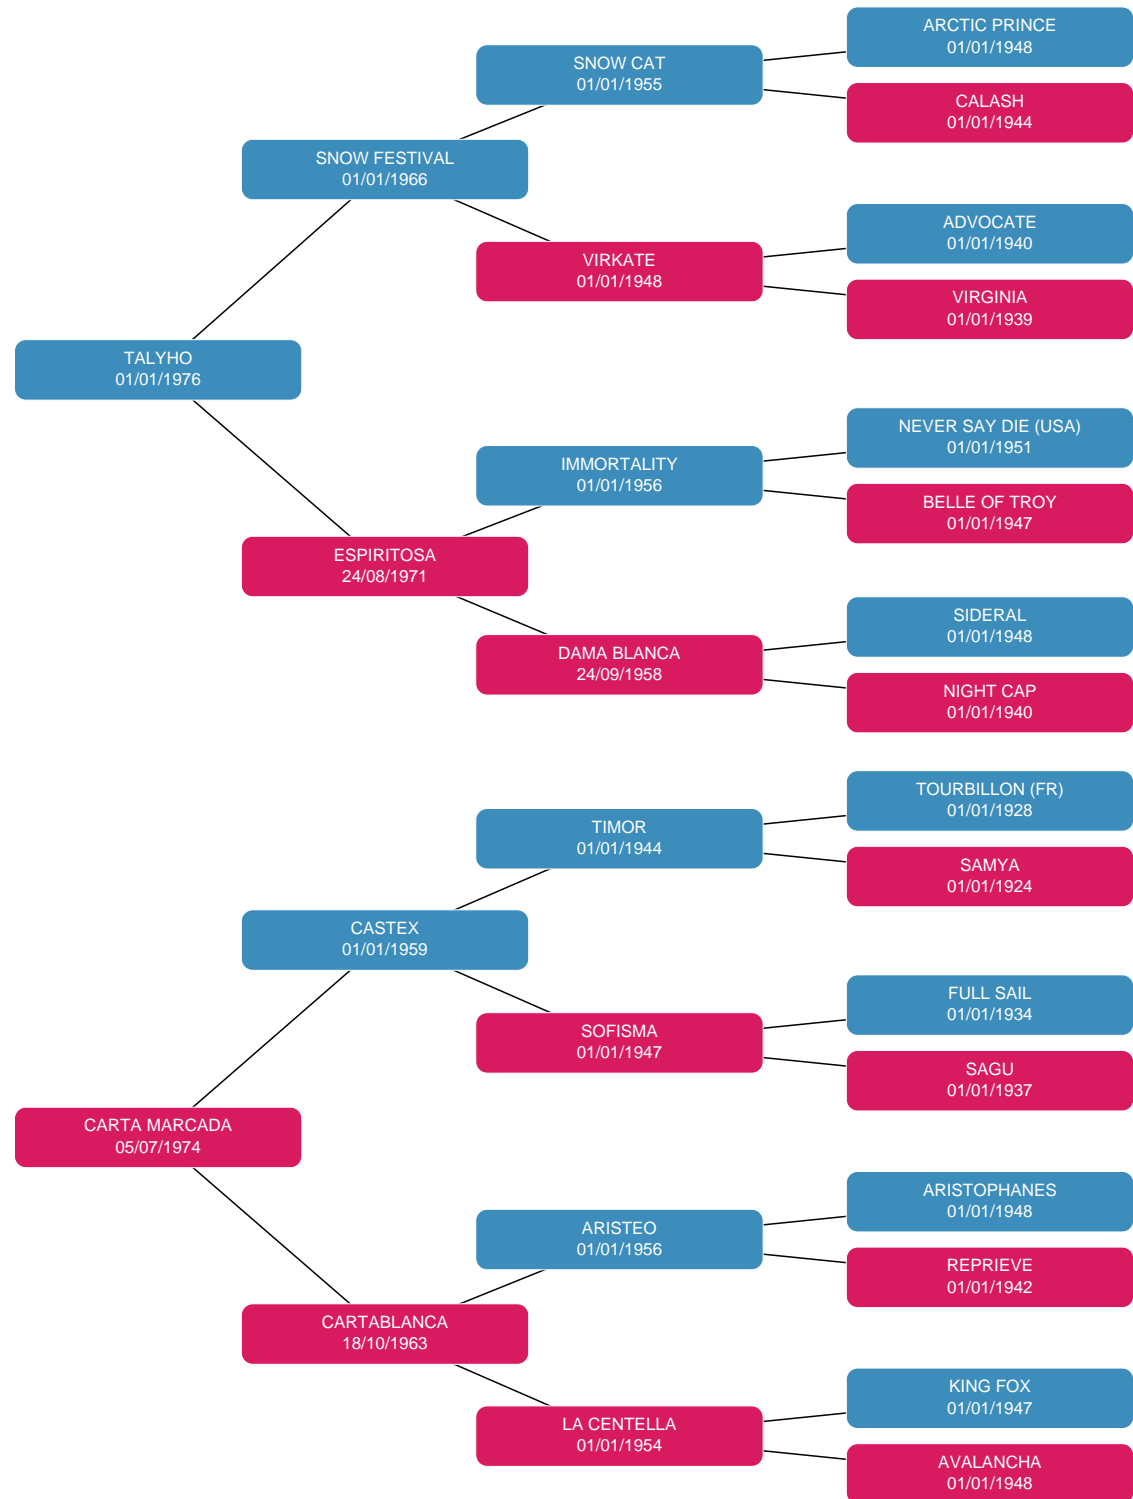 ARCTIC PRINCE
01/01/1948
SNOW CAT
01/01/1955
CALASH
01/01/1944
SNOW FESTIVAL
01/01/1966
ADVOCATE
01/01/1940
VIRKATE
01/01/1948
VIRGINIA
01/01/1939
TALYHO
01/01/1976
NEVER SAY DIE (USA)
01/01/1951
IMMORTALITY
01/01/1956
BELLE OF TROY
01/01/1947
ESPIRITOSA
24/08/1971
SIDERAL
01/01/1948
DAMA BLANCA
24/09/1958
NIGHT CAP
01/01/1940
TOURBILLON (FR)
01/01/1928
TIMOR
01/01/1944
SAMYA
01/01/1924
CASTEX
01/01/1959
FULL SAIL
01/01/1934
SOFISMA
01/01/1947
SAGU
01/01/1937
CARTA MARCADA
05/07/1974
ARISTOPHANES
01/01/1948
ARISTEO
01/01/1956
REPRIEVE
01/01/1942
CARTABLANCA
18/10/1963
KING FOX
01/01/1947
LA CENTELLA
01/01/1954
AVALANCHA
01/01/1948